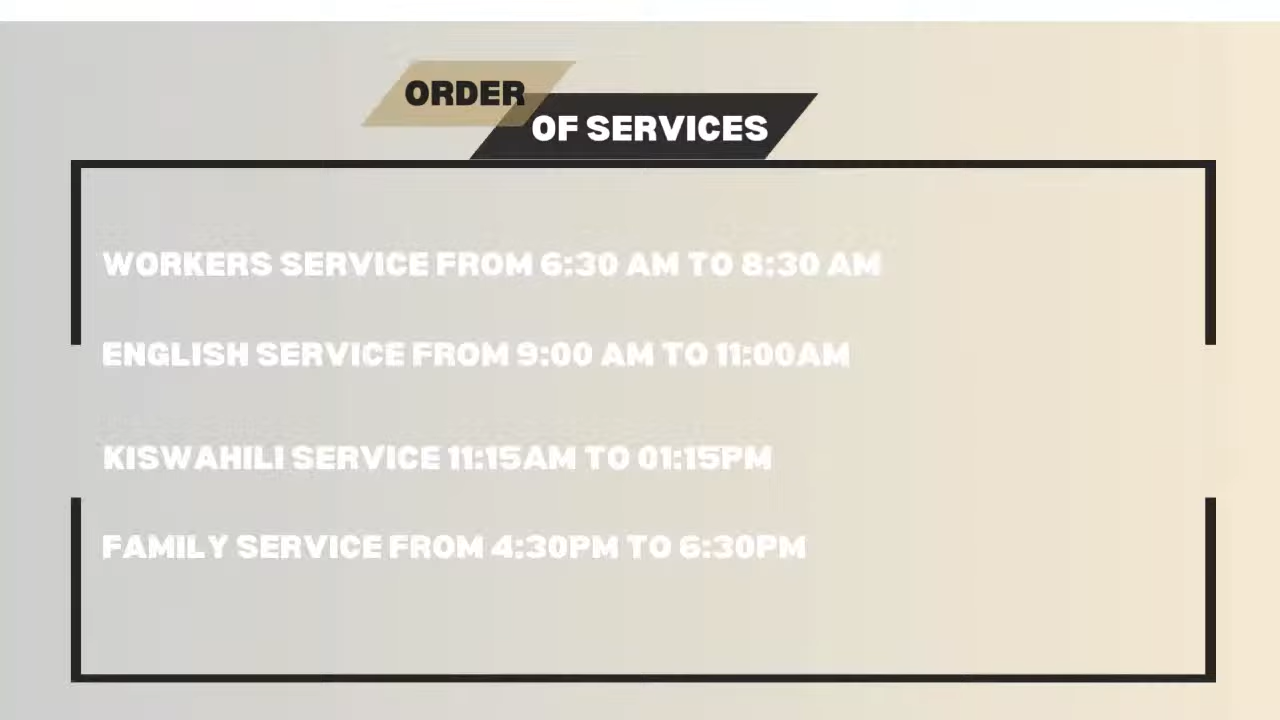 ORDER
OF SERVICES
WORKERS SERVICE FROM 6:30 AM TO 8:30 AM
ENGLISH SERVICE FROM 9:00 AM TO 11:00AM
KISWAHILI SERVICE 11:15AM TO 01:15PM
FAMILY SERVICE FROM 4:30PM TO 6:30PM